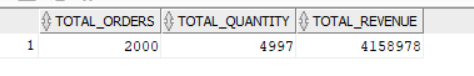 TOTAL_ORDERS TOTAL_QUANTITY TOTAL_REVENUE
1 2000 4997 4158978